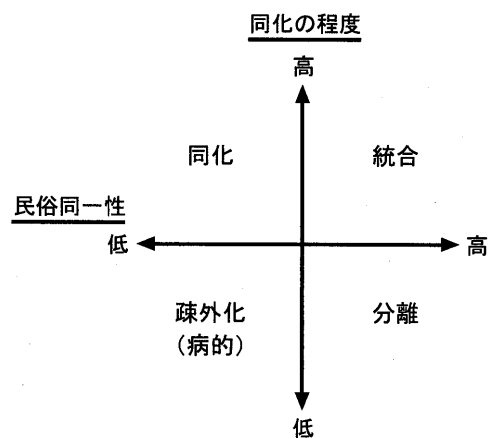 同化の程度
高
同化
統合
民俗同一性
低
高
疎外化
(病的)
分離
低